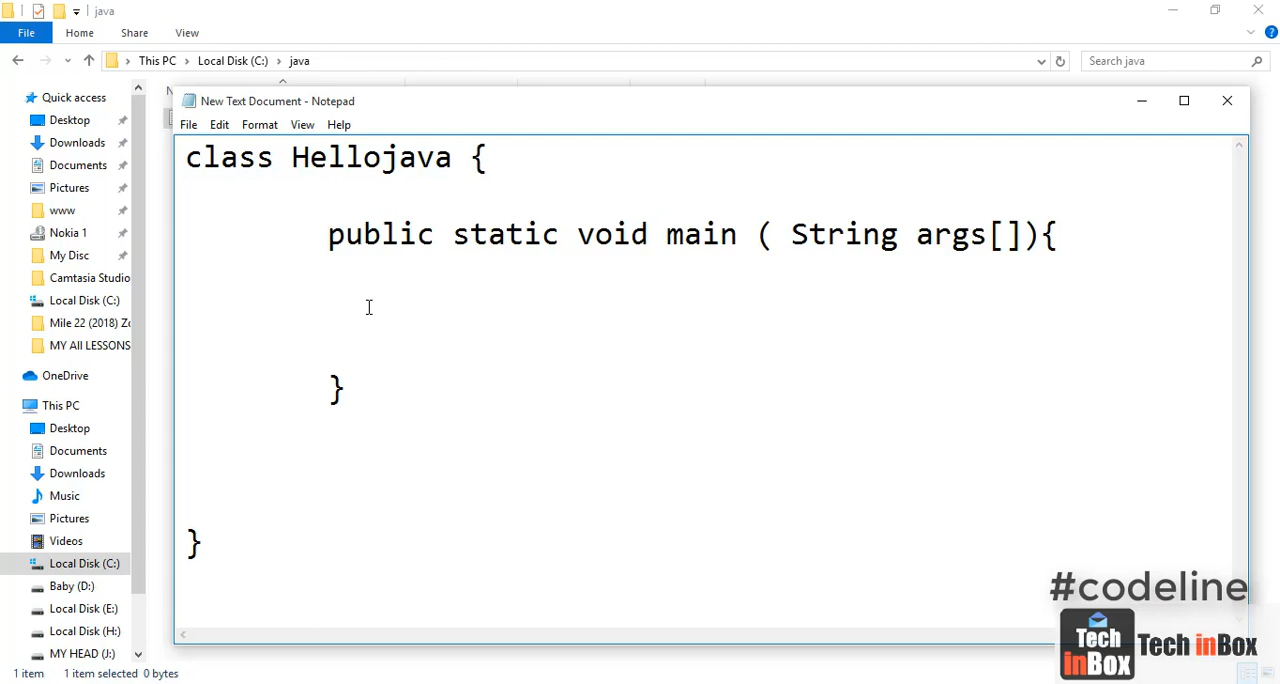 java
File Home Share View
This PC Local Disk (C:) java
Search java
Quick access
Desktop
Downloads
Documents
Pictures
www
Nokia 1
My Disc
Camtasia Studio
Local Disk (C:)
Mile 22 (2018) Zo
MY All LESSONS
OneDrive
This PC
Desktop
Documents
Downloads
Music
Pictures
Videos
Local Disk (C:)
Baby (D:)
Local Disk (E:)
Local Disk (H:)
MY HEAD (J:)
1 item 1 item selected 0 bytes
New Text Document - Notepad
File Edit Format View Help
class Hellojava {
public static void main ( String args[]){
}
}
#codeline
Tech
inBox
Tech inBox